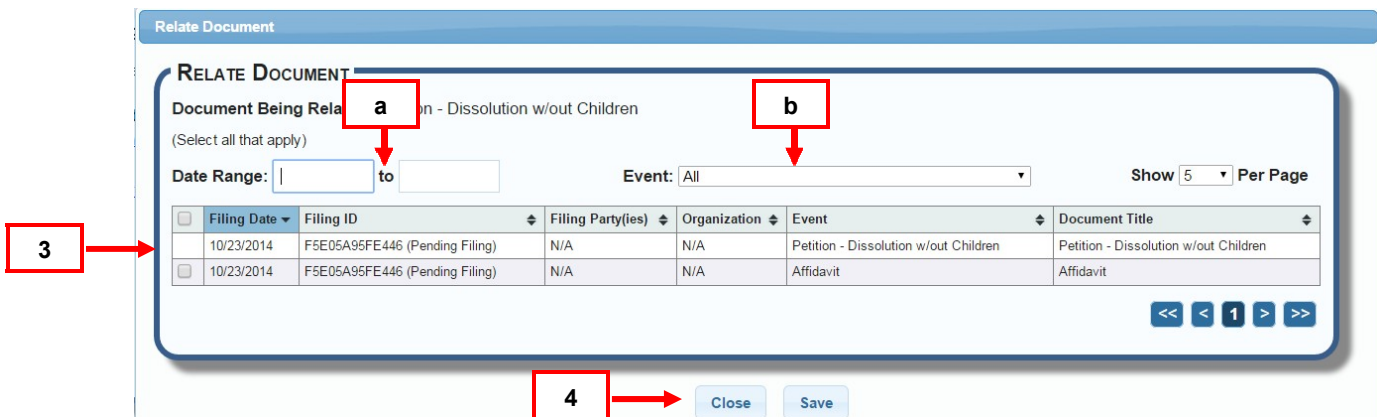 Relate Document
RELATE DOCUMENT
Document Being Rela a on - Dissolution w/out Children b
(Select all that apply)
Date Range: to Event: All Show 5 Per Page
Filing Date Filing ID Filing Party(ies) Organization Event Document Title
3 10/23/2014 F5E05A95FE446 (Pending Filing) N/A N/A Petition - Dissolution w/out Children Petition - Dissolution w/out Children
10/23/2014 F5E05A95FE446 (Pending Filing) N/A N/A Affidavit Affidavit
<< < 1 > >>
4 Close Save